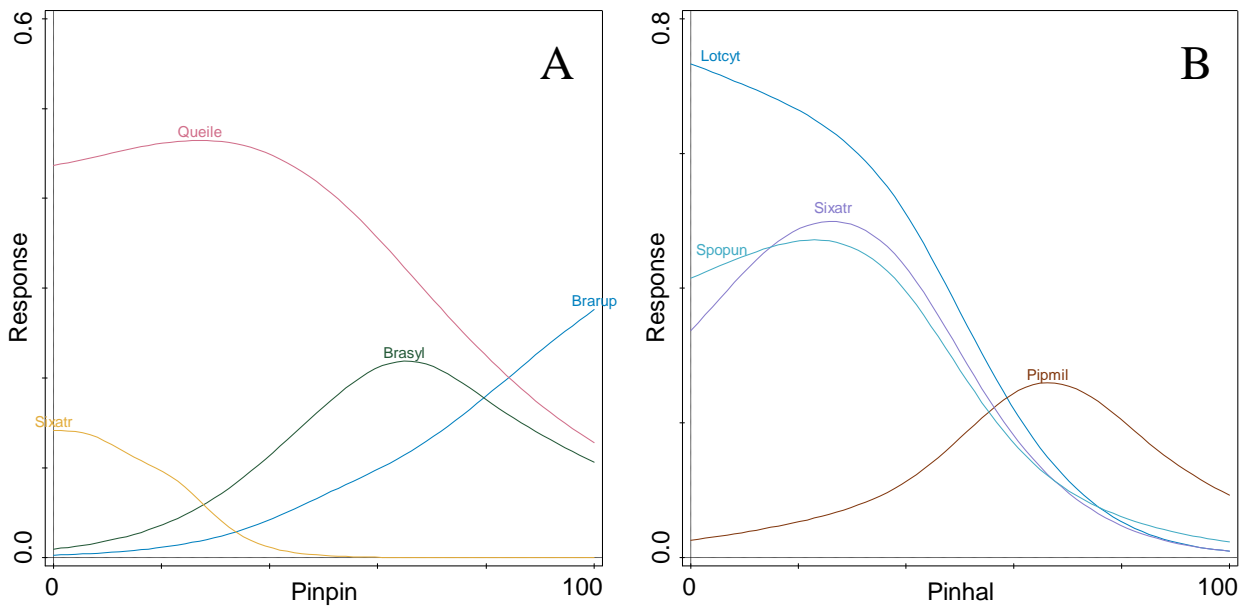 0.6
A
Queile
Brarup
Brasyl
Sixatr
Response
0.0
0
Pinpin
100
0.8
B
Lotcyt
Sixatr
Spopun
Pipmil
Response
0.0
0
Pinhal
100